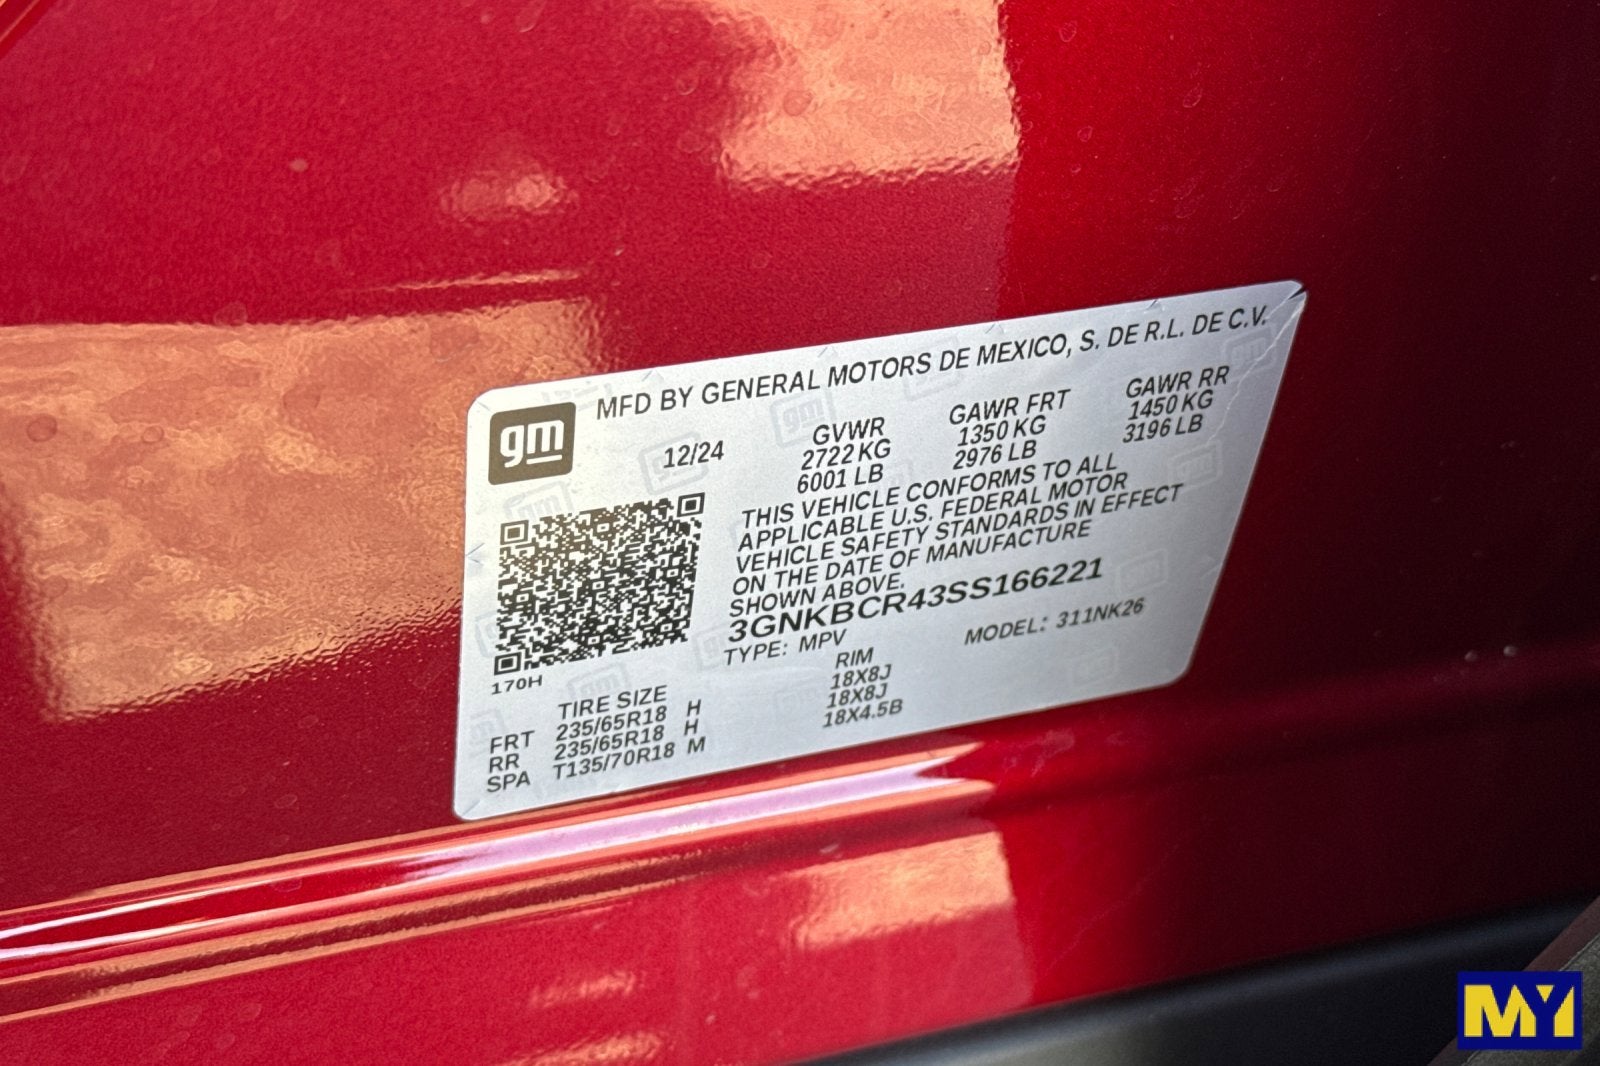 gm
MFD BY GENERAL MOTORS DE MEXICO, S. DE R.L. DE C.V.
12/24
GVWR
2722 KG
6001 LB
GAWR FRT
1350 KG
2976 LB
GAWR RR
1450 KG
3196 LB
THIS VEHICLE CONFORMS TO ALL
APPLICABLE U.S. FEDERAL MOTOR
VEHICLE SAFETY STANDARDS IN EFFECT
ON THE DATE OF MANUFACTURE
SHOWN ABOVE.
3GNKBCR43SS166221
TYPE: MPV MODEL: 311NK26
170H
TIRE SIZE RIM
FRT 235/65R18 H 18X8J
RR 235/65R18 H 18X8J
SPA T135/70R18 M 18X4.5B
MY